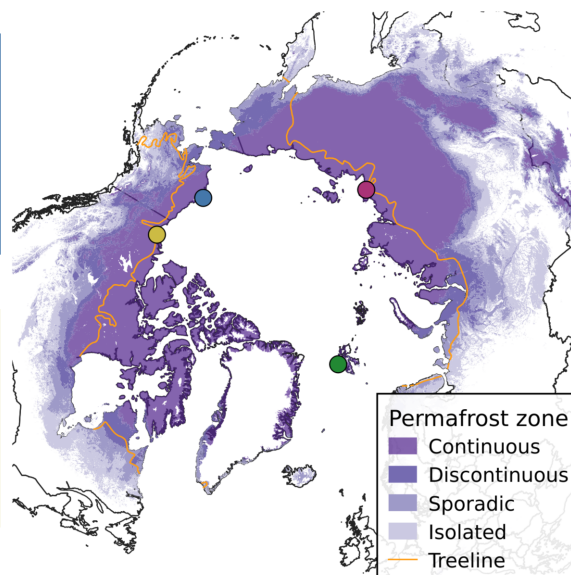 Permafrost zone
Continuous
Discontinuous
Sporadic
Isolated
Treeline